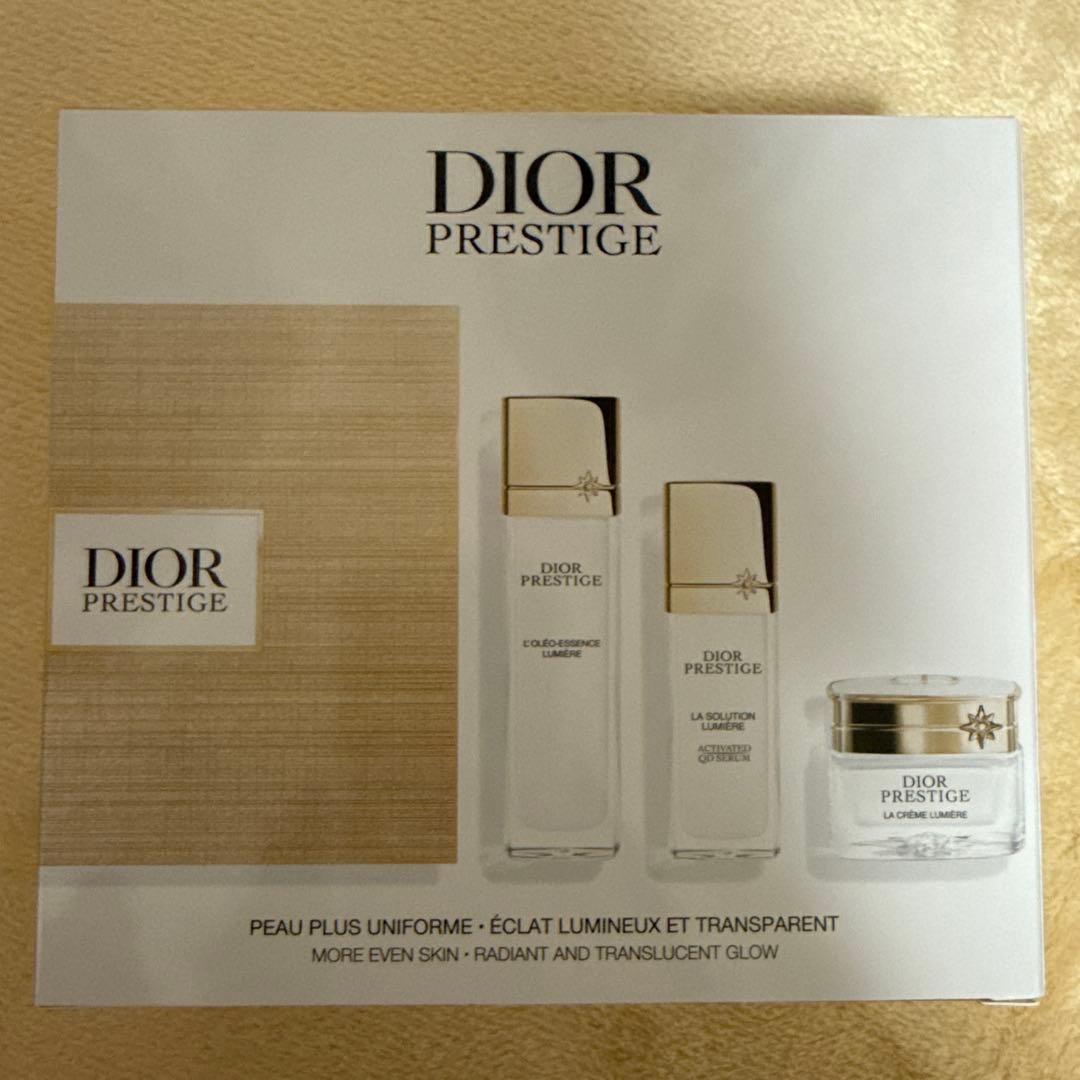 DIOR
PRESTIGE
DIOR
PRESTIGE
DIOR
PRESTIGE
L'OLÉO-ESSENCE
LUMIÈRE
DIOR
PRESTIGE
LA SOLUTION
LUMIÈRE
ACTIVATED
QD SERUM
DIOR
PRESTIGE
LA CRÈME LUMIÈRE
PEAU PLUS UNIFORME • ÉCLAT LUMINEUX ET TRANSPARENT
MORE EVEN SKIN • RADIANT AND TRANSLUCENT GLOW